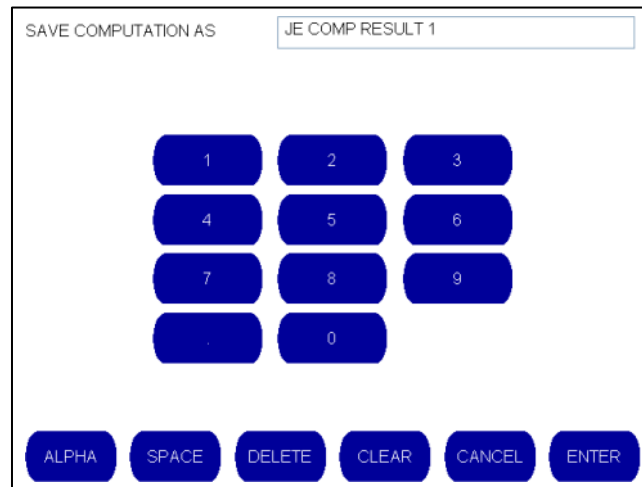 SAVE COMPUTATION AS JE COMP RESULT 1
1 2 3
4 5 6
7 8 9
. 0
ALPHA SPACE DELETE CLEAR CANCEL ENTER